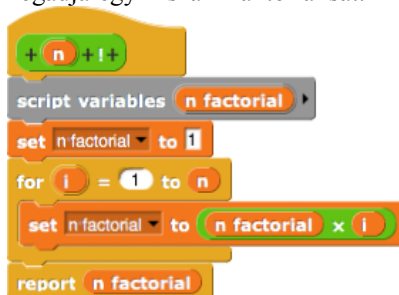 + n + ! +
script variables n factorial
set n factorial to 1
for i = 1 to n
set n factorial to n factorial × i
report n factorial